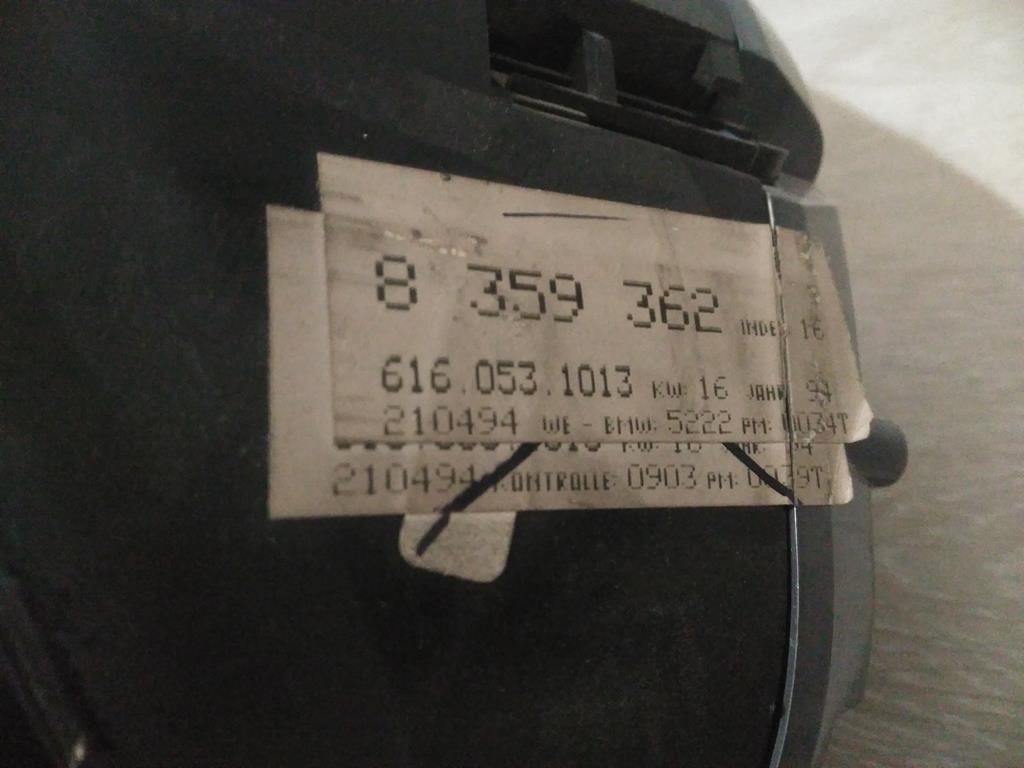 8 359 362 INDEX 16
616.053.1013 KW: 16 JAHR 94
210494 WE - BMW: 5222 PM: 0034T
210494 KONTROLLE: 0903 PM: 0039T